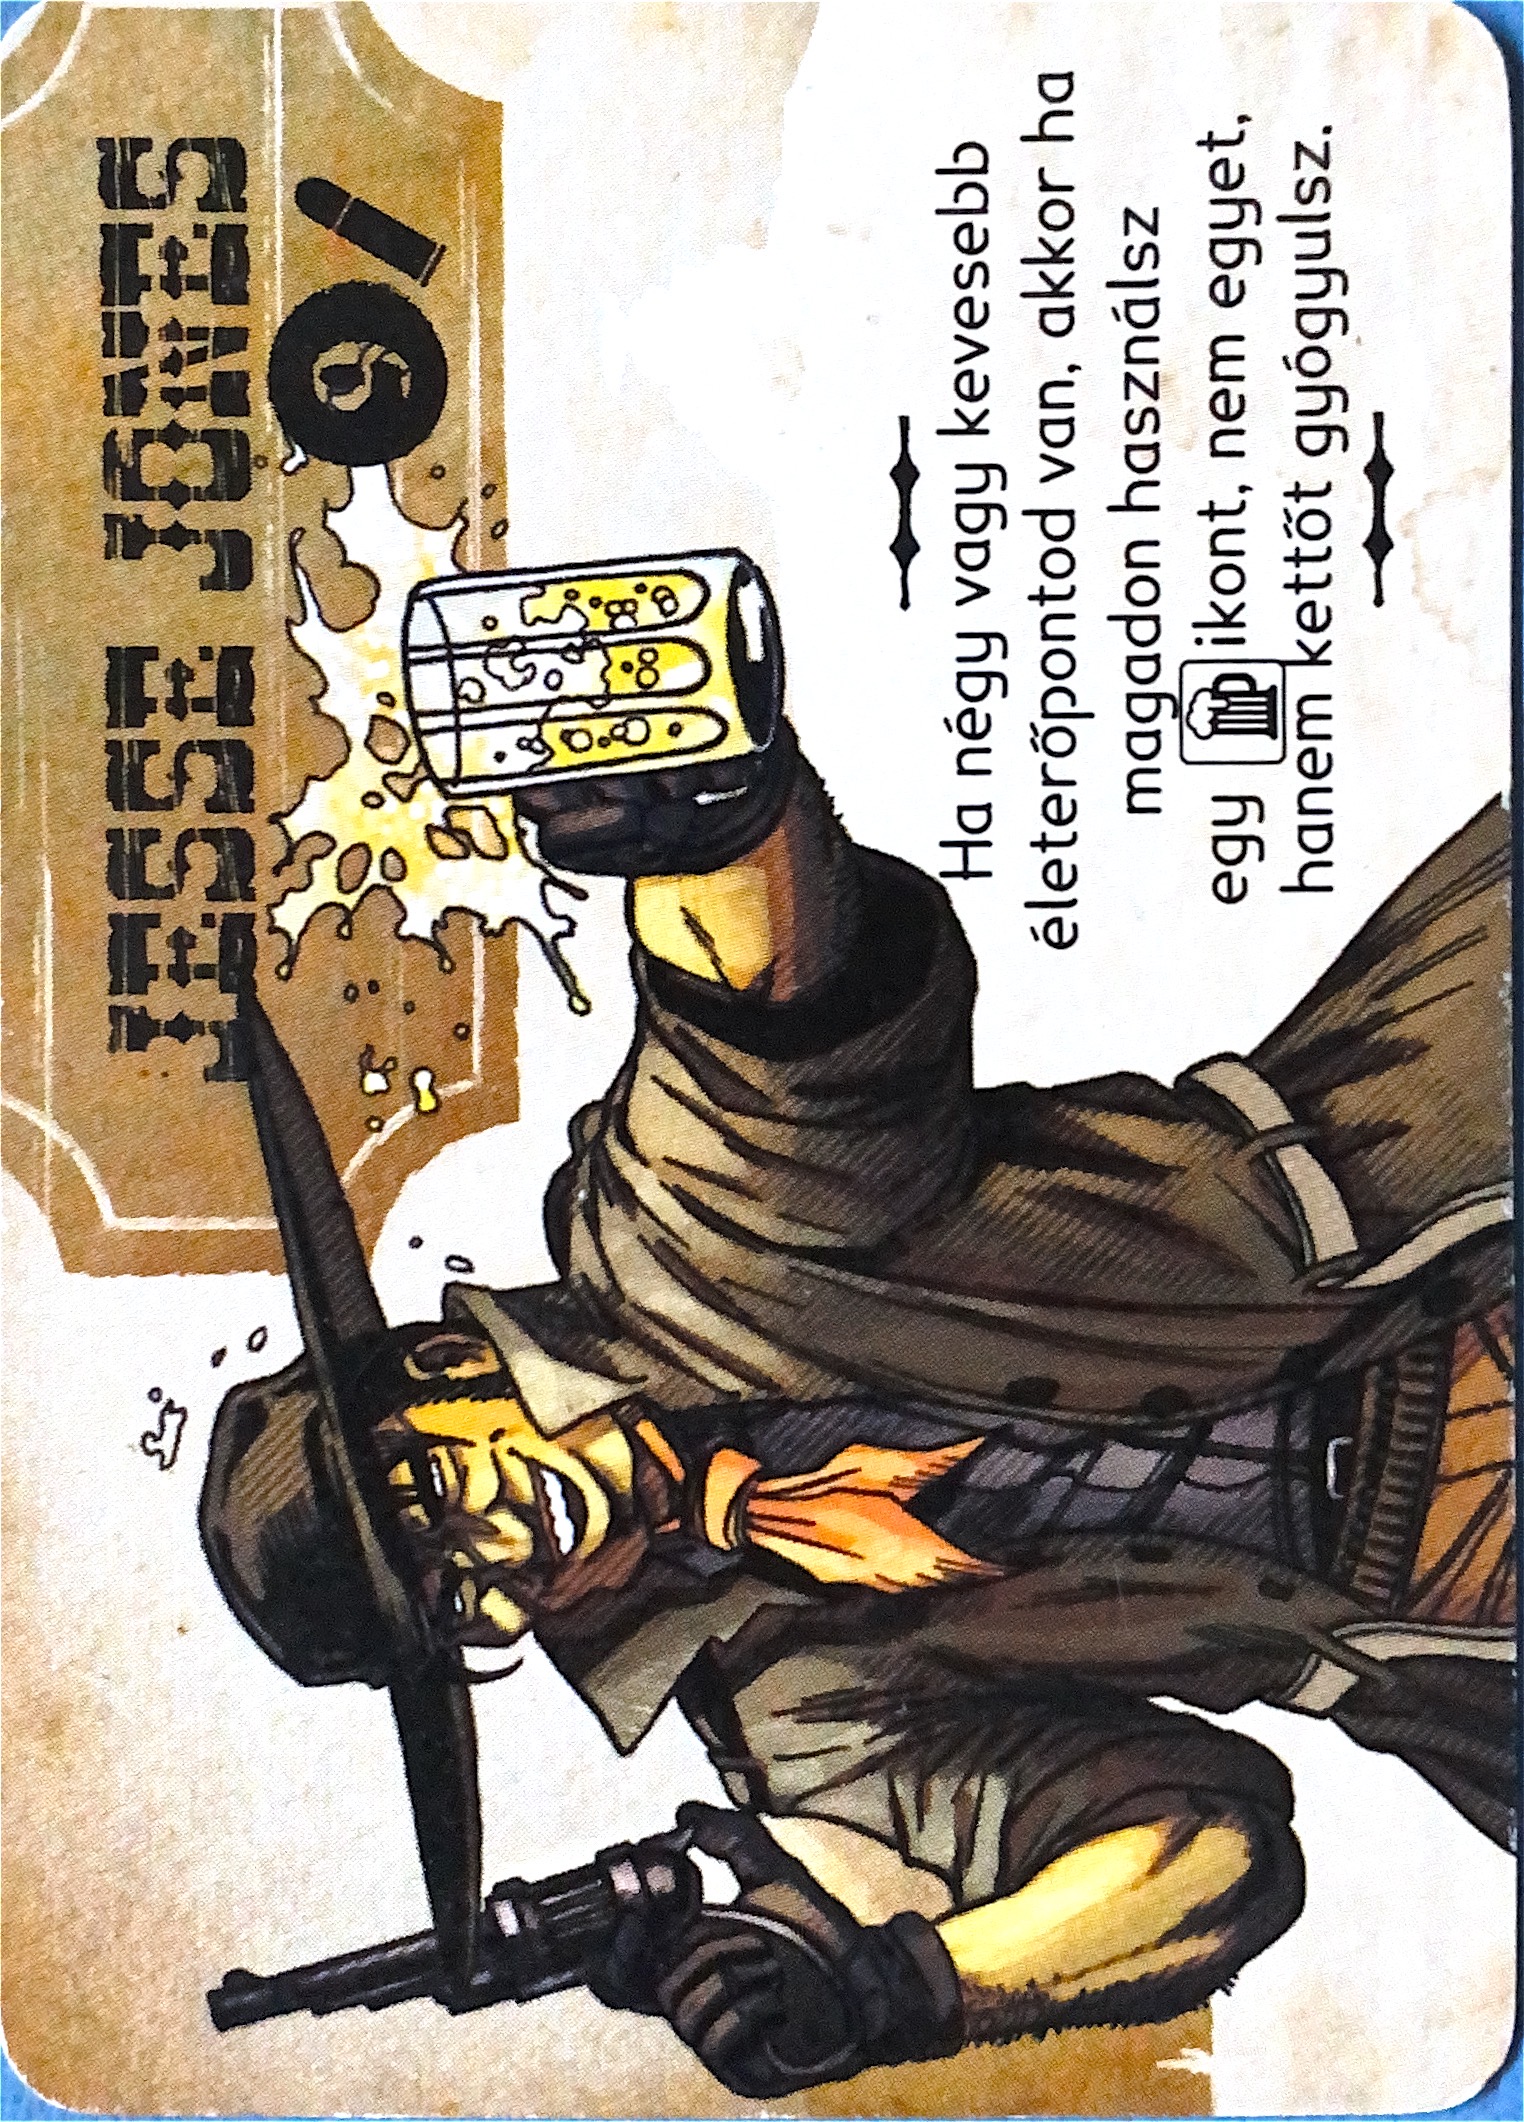 JESSE JONES
9
Ha négy vagy kevesebb
életerőpontod van, akkor ha
magadon használsz
egy ikont, nem egyet,
hanem kettőt gyógyulsz.